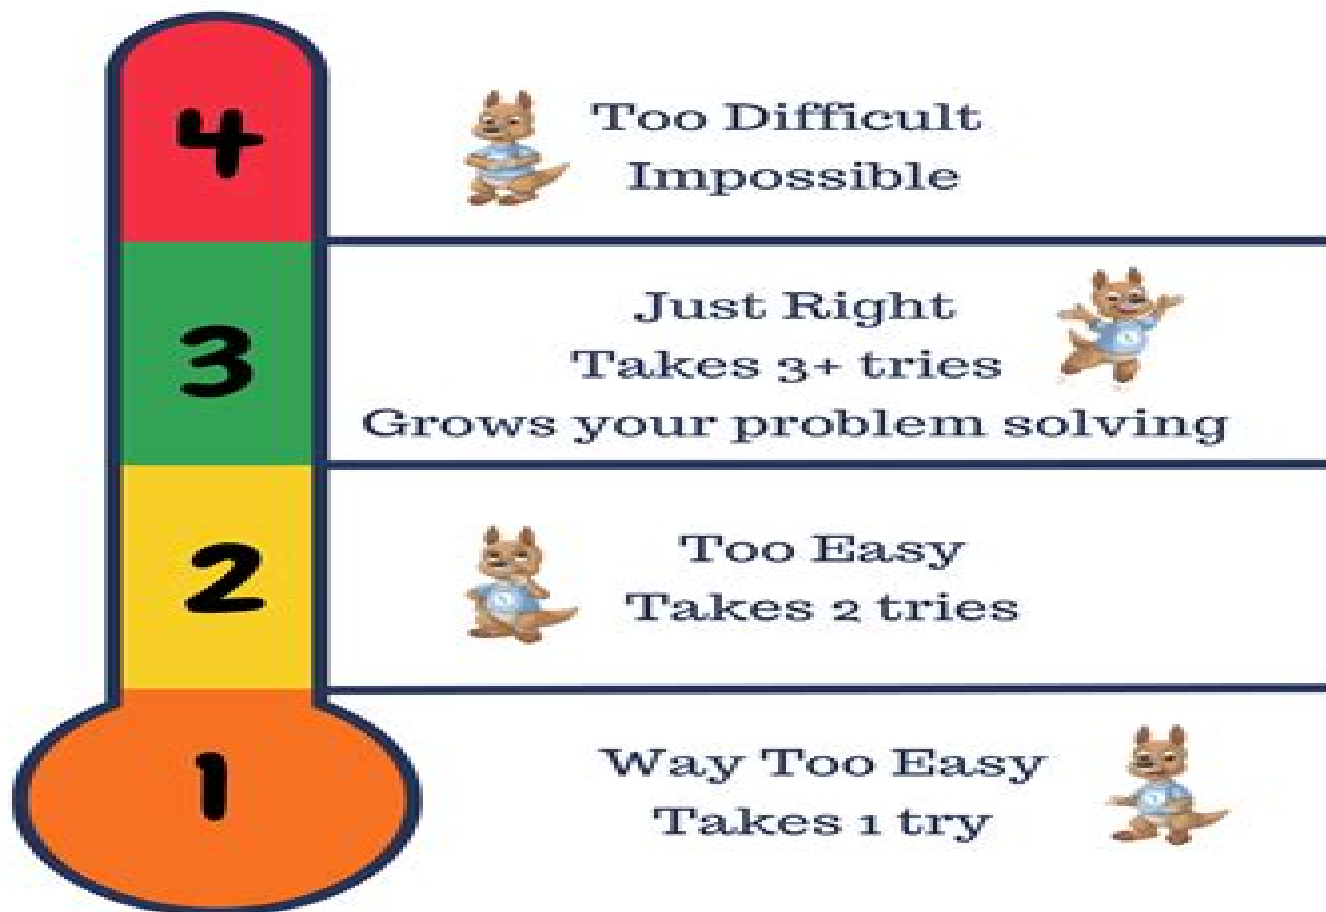 4
Too Difficult
Impossible
3
Just Right
Takes 3+ tries
Grows your problem solving
2
Too Easy
Takes 2 tries
1
Way Too Easy
Takes 1 try